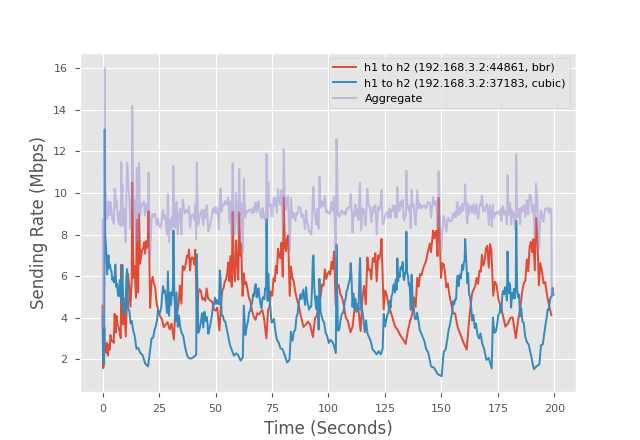 h1 to h2 (192.168.3.2:44861, bbr)
h1 to h2 (192.168.3.2:37183, cubic)
Aggregate
Sending Rate (Mbps)
16
14
12
10
8
6
4
2
0 25 50 75 100 125 150 175 200
Time (Seconds)